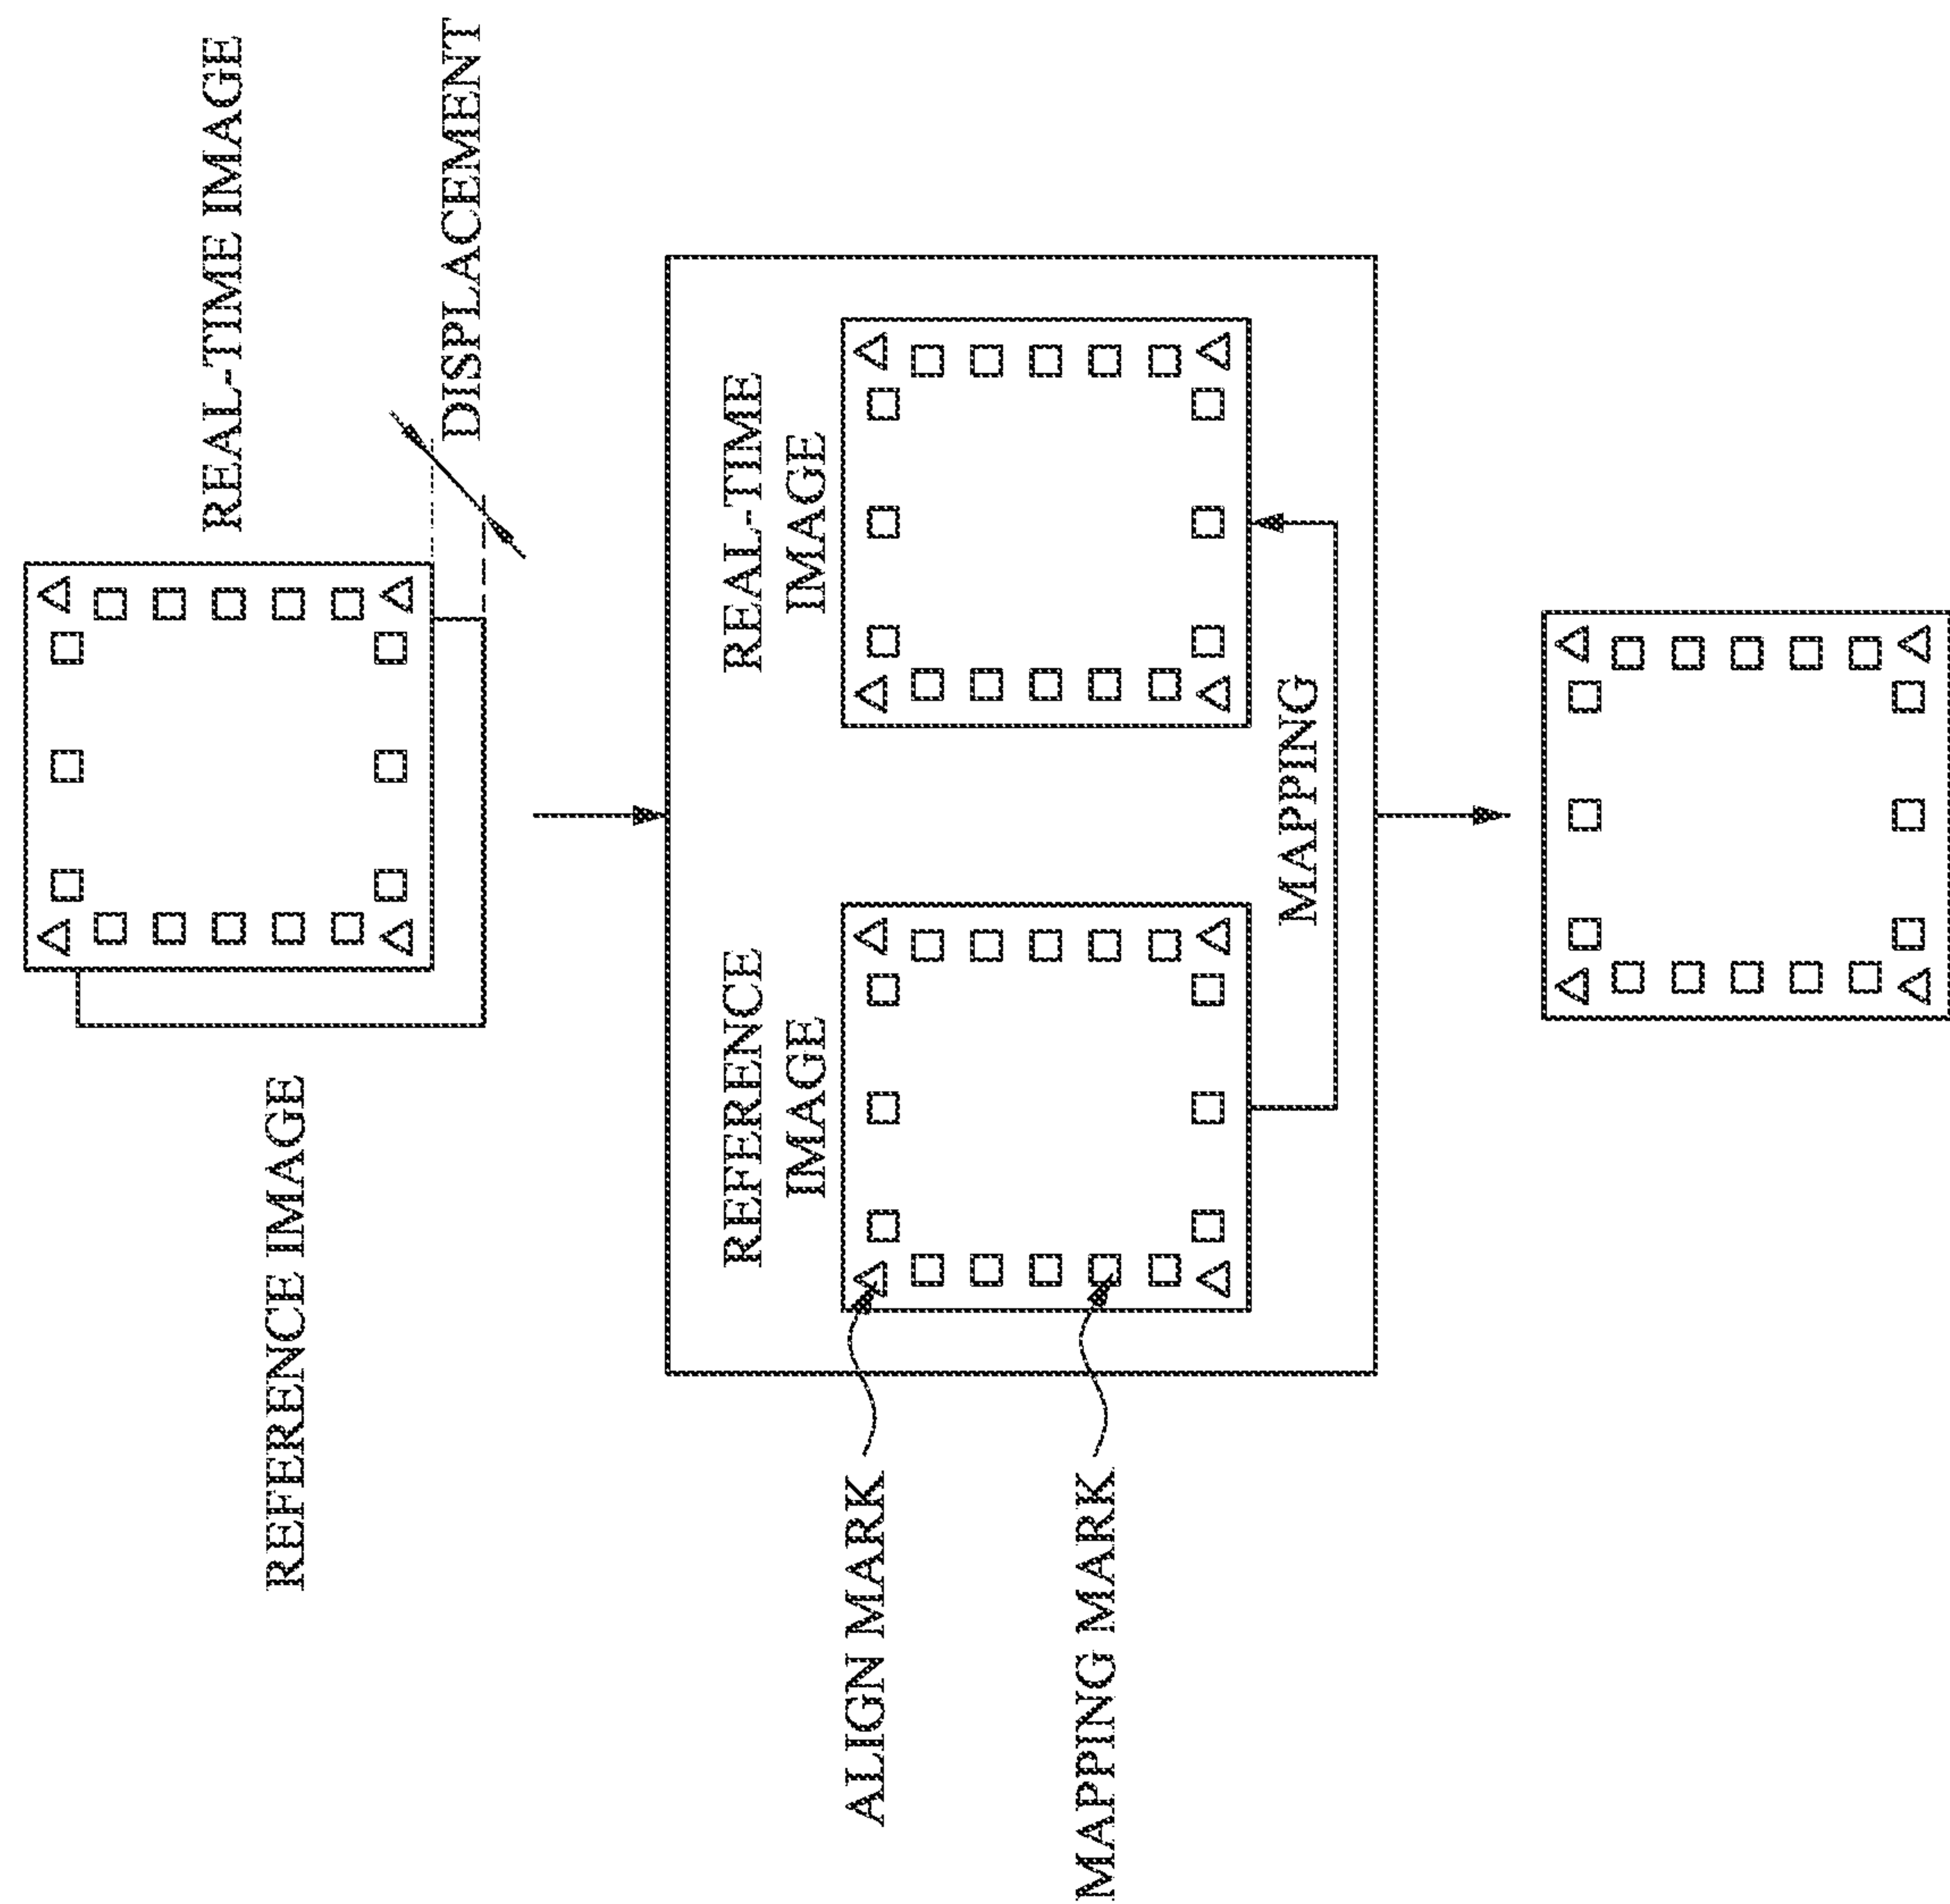 REFERENCE IMAGE
REAL-TIME IMAGE
DISPLACEMENT
REFERENCE
IMAGE
REAL-TIME
IMAGE
ALIGN MARK
MAPPING MARK
MAPPING